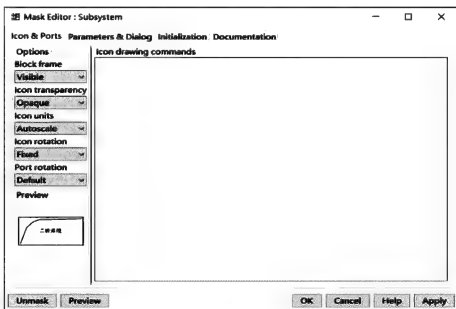 Mask Editor : Subsystem
Icon & Ports Parameters & Dialog Initialization Documentation
Options
Icon drawing commands
Block frame
Visible
Icon transparency
Opaque
Icon units
Autoscale
Icon rotation
Fixed
Port rotation
Default
Preview
Unmask Preview OK Cancel Help Apply